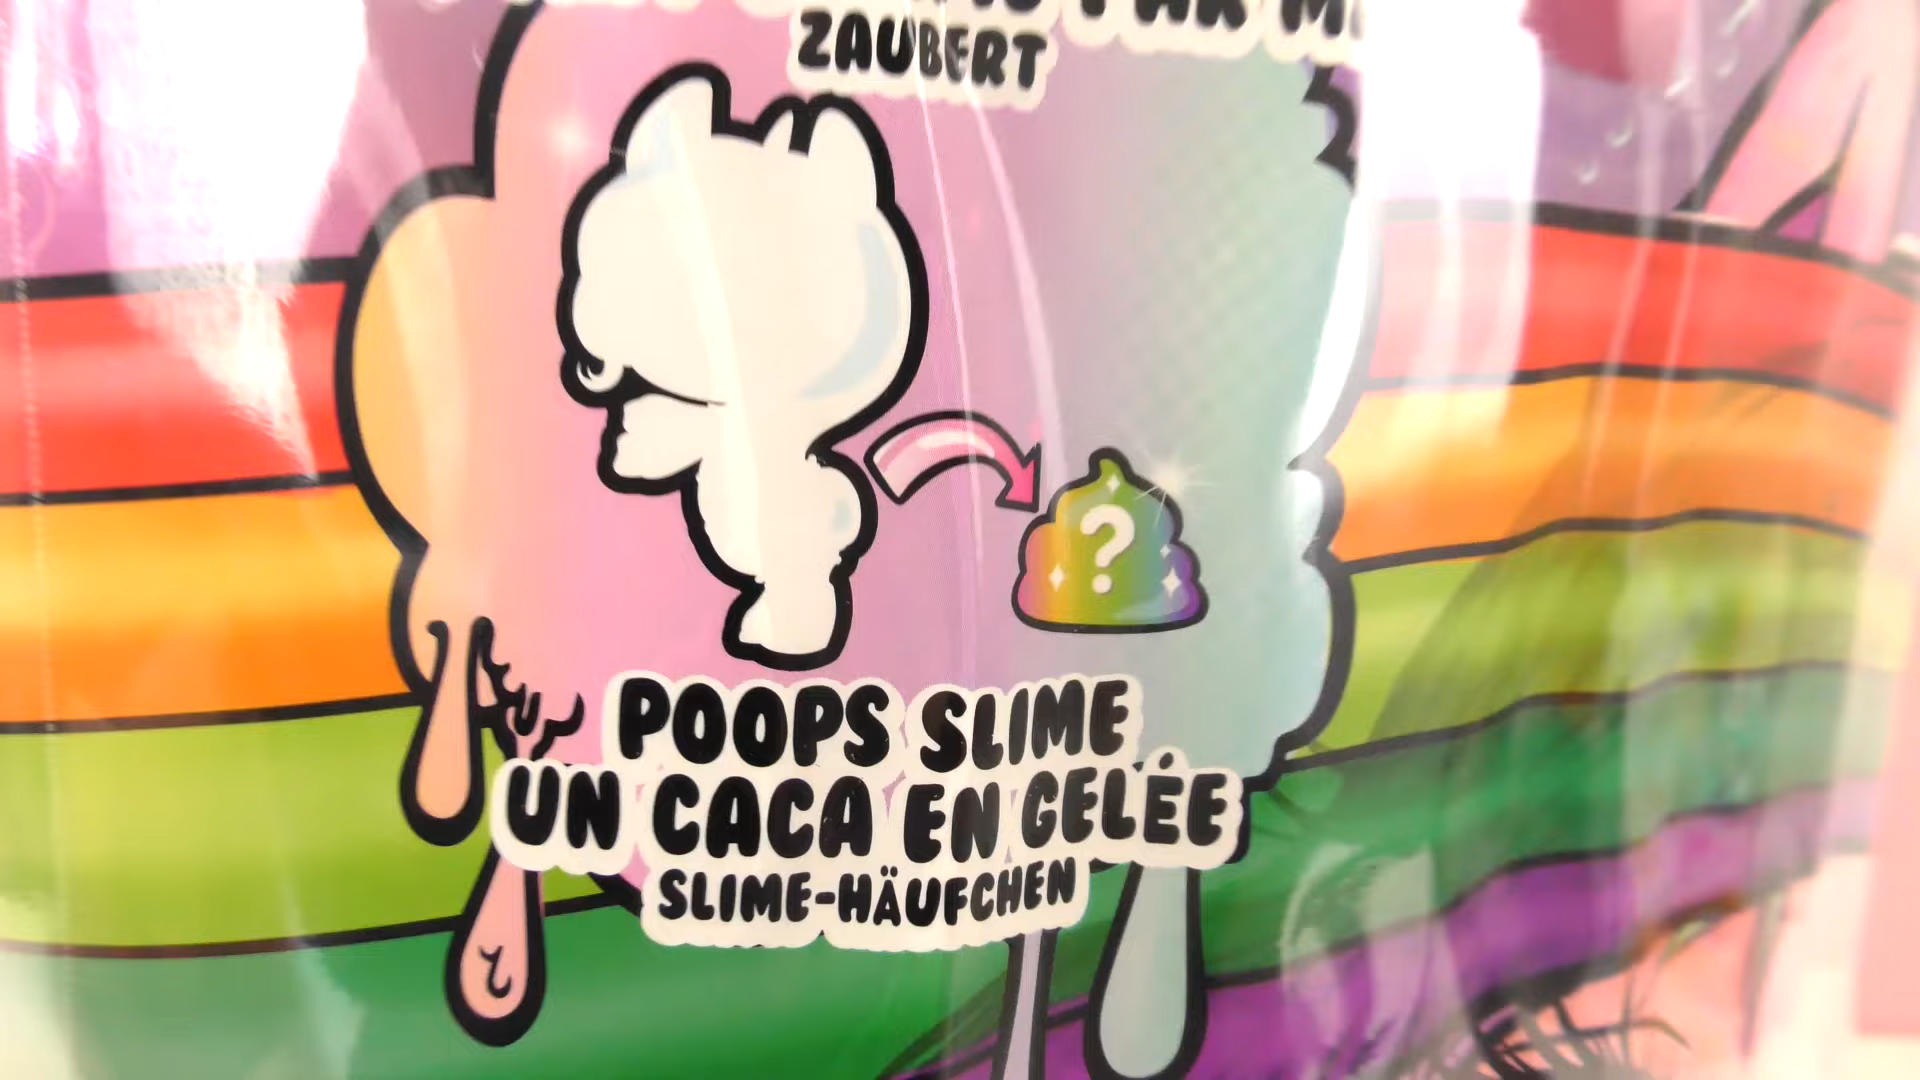 ZAUBERT
?
POOPS SLIME
UN CACA EN GELÉE
SLIME-HÄUFCHEN